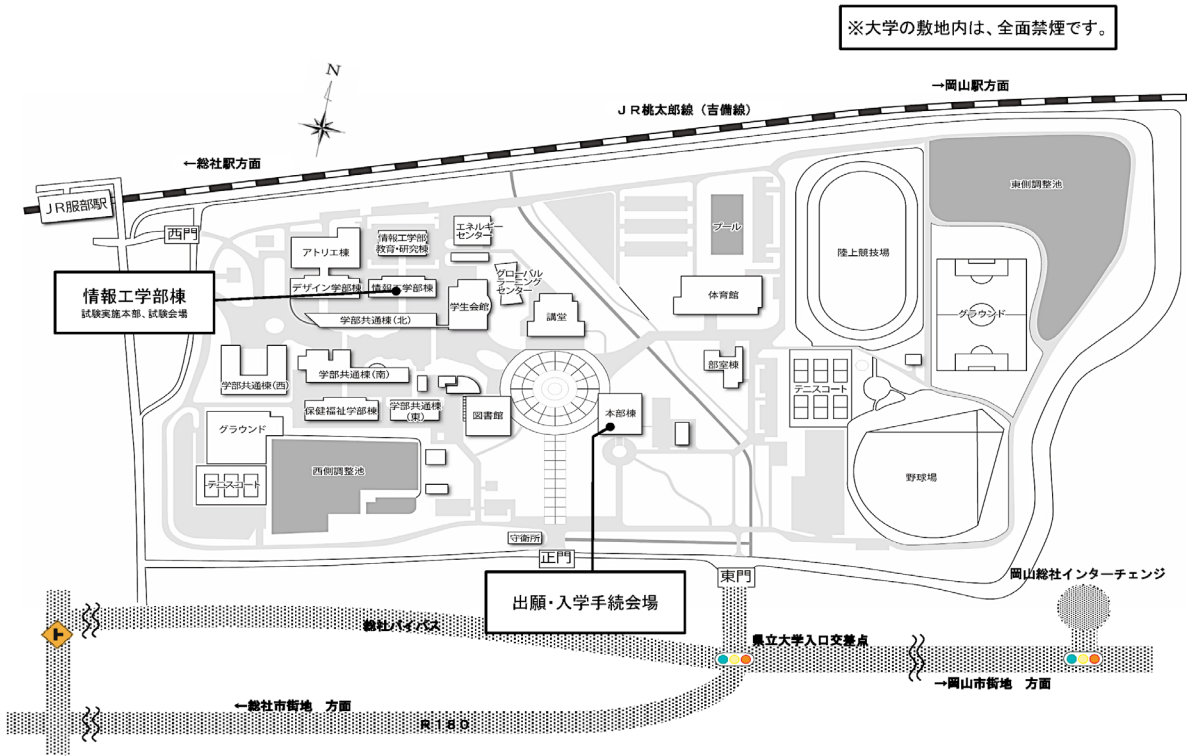 ※大学の敷地内は、全面禁煙です。
N
→岡山駅方面
JR桃太郎線（吉備線）
←総社駅方面
JR服部駅
西門
東側調整池
プール
陸上競技場
エネルギー
センター
情報工学部
教育・研究棟
アトリエ棟
グローバル
ラーニング
センター
デザイン学部棟
情報工学部棟
情報工学部棟
試験実施本部、試験会場
学生会館
体育館
講堂
グラウンド
学部共通棟(北)
部室棟
学部共通棟(西)
学部共通棟(南)
テニスコート
保健福祉学部棟
学部共通棟
(東)
図書館
本部棟
グラウンド
西側調整池
テニスコート
野球場
守衛所
正門
東門
岡山総社インターチェンジ
出願・入学手続会場
総社バイパス
県立大学入口交差点
→岡山市街地 方面
←総社市街地 方面
R180